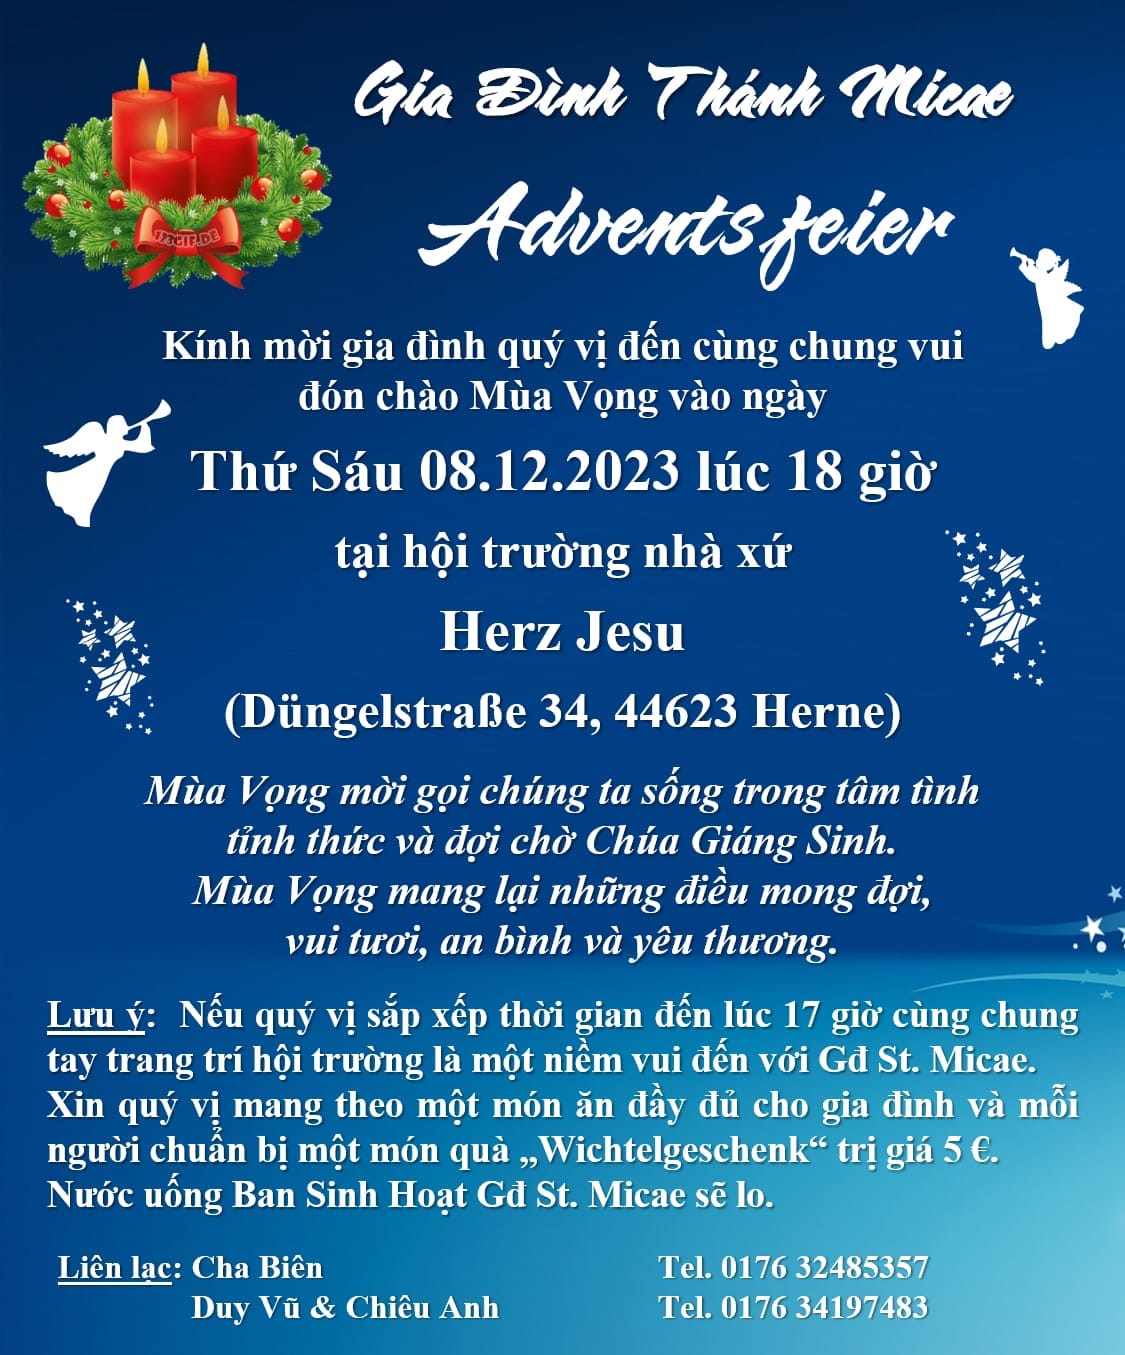 Gia Đình Thánh Micae
Adventsfeier
123GIF.DE
Kính mời gia đình quý vị đến cùng chung vui
đón chào Mùa Vọng vào ngày
Thứ Sáu 08.12.2023 lúc 18 giờ
tại hội trường nhà xứ
Herz Jesu
(Düngelstraße 34, 44623 Herne)
Mùa Vọng mời gọi chúng ta sống trong tâm tình
tỉnh thức và đợi chờ Chúa Giáng Sinh.
Mùa Vọng mang lại những điều mong đợi,
vui tươi, an bình và yêu thương.
Lưu ý: Nếu quý vị sắp xếp thời gian đến lúc 17 giờ cùng chung
tay trang trí hội trường là một niềm vui đến với Gđ St. Micae.
Xin quý vị mang theo một món ăn đầy đủ cho gia đình và mỗi
người chuẩn bị một món quà „Wichtelgeschenk“ trị giá 5 €.
Nước uống Ban Sinh Hoạt Gđ St. Micae sẽ lo.
Liên lạc: Cha Biên Tel. 0176 32485357
Duy Vũ & Chiêu Anh Tel. 0176 34197483